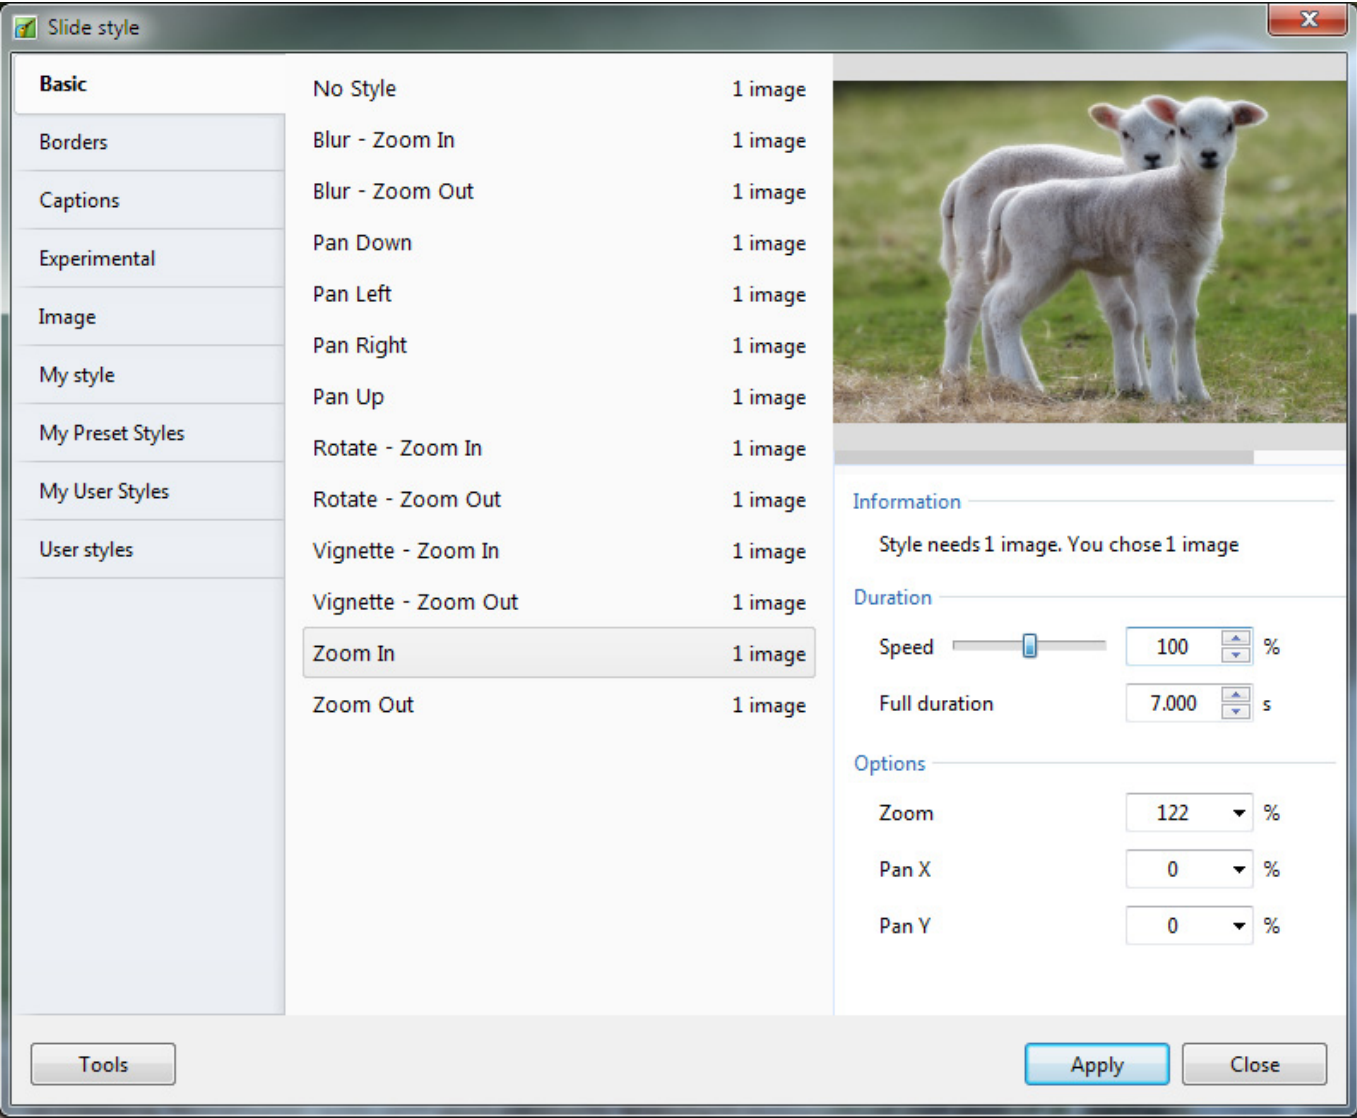 Slide style
Basic
Borders
Captions
Experimental
Image
My style
My Preset Styles
My User Styles
User styles
No Style 1 image
Blur - Zoom In 1 image
Blur - Zoom Out 1 image
Pan Down 1 image
Pan Left 1 image
Pan Right 1 image
Pan Up 1 image
Rotate - Zoom In 1 image
Rotate - Zoom Out 1 image
Vignette - Zoom In 1 image
Vignette - Zoom Out 1 image
Zoom In 1 image
Zoom Out 1 image
Information
Style needs 1 image. You chose 1 image
Duration
Speed 100 %
Full duration 7.000 s
Options
Zoom 122 %
Pan X 0 %
Pan Y 0 %
Tools Apply Close